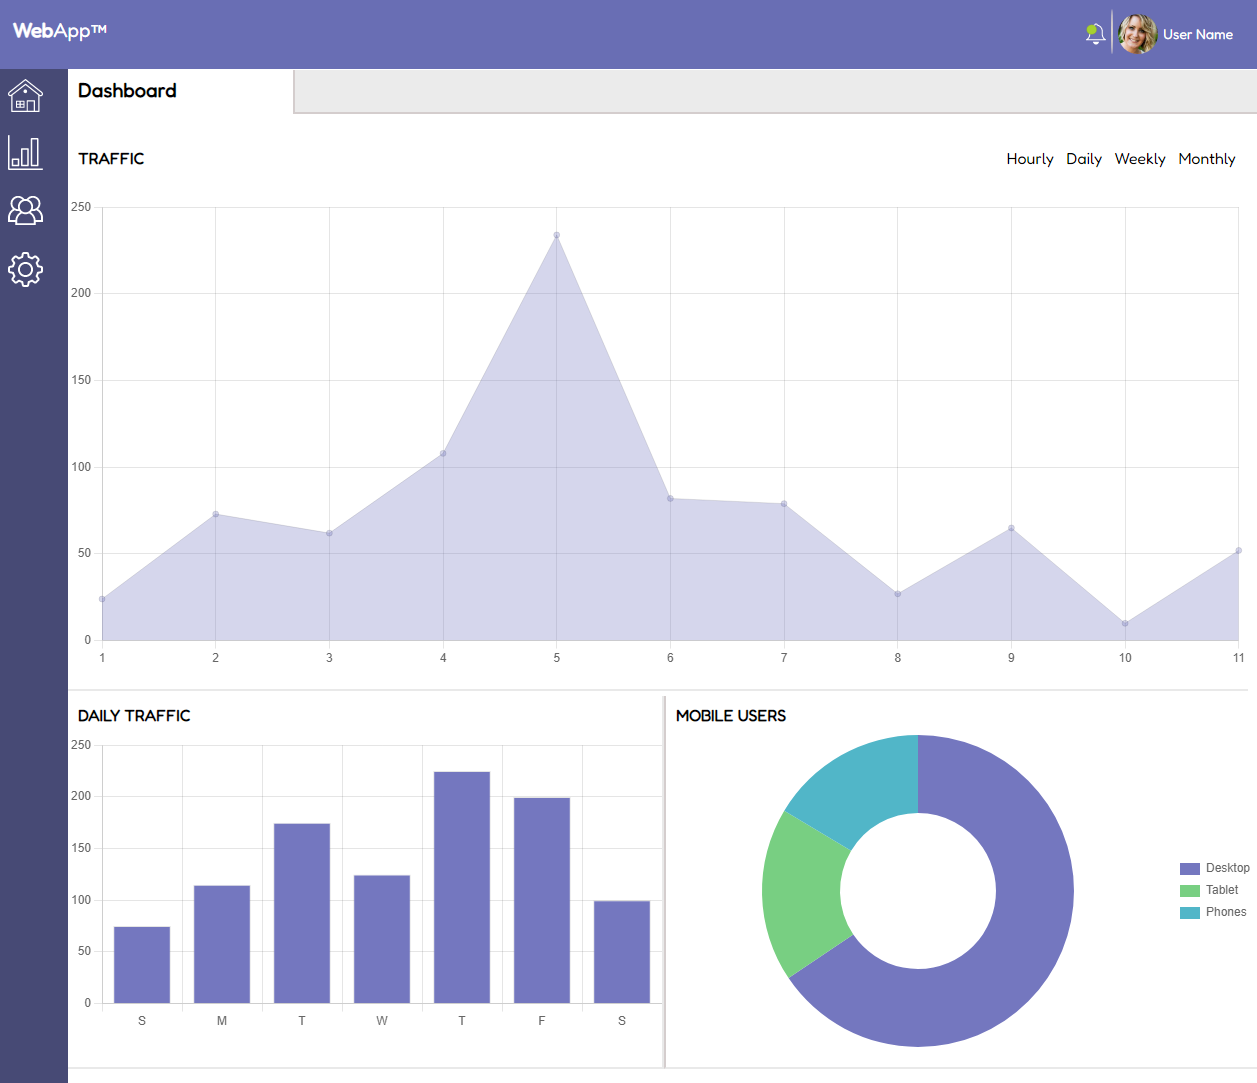 WebApp™
User Name
Dashboard
TRAFFIC
Hourly Daily Weekly Monthly
250
200
150
100
50
0
1 2 3 4 5 6 7 8 9 10 11
DAILY TRAFFIC
250
200
150
100
50
0
S M T W T F S
MOBILE USERS
Desktop
Tablet
Phones